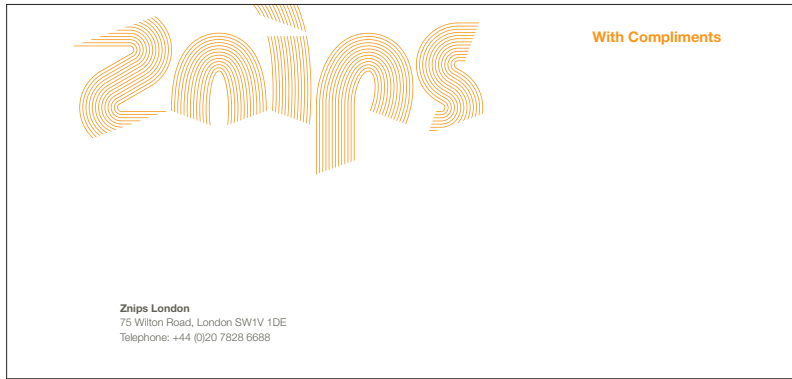 znips
With Compliments
Znips London
75 Wilton Road, London SW1V 1DE
Telephone: +44 (0)20 7828 6688